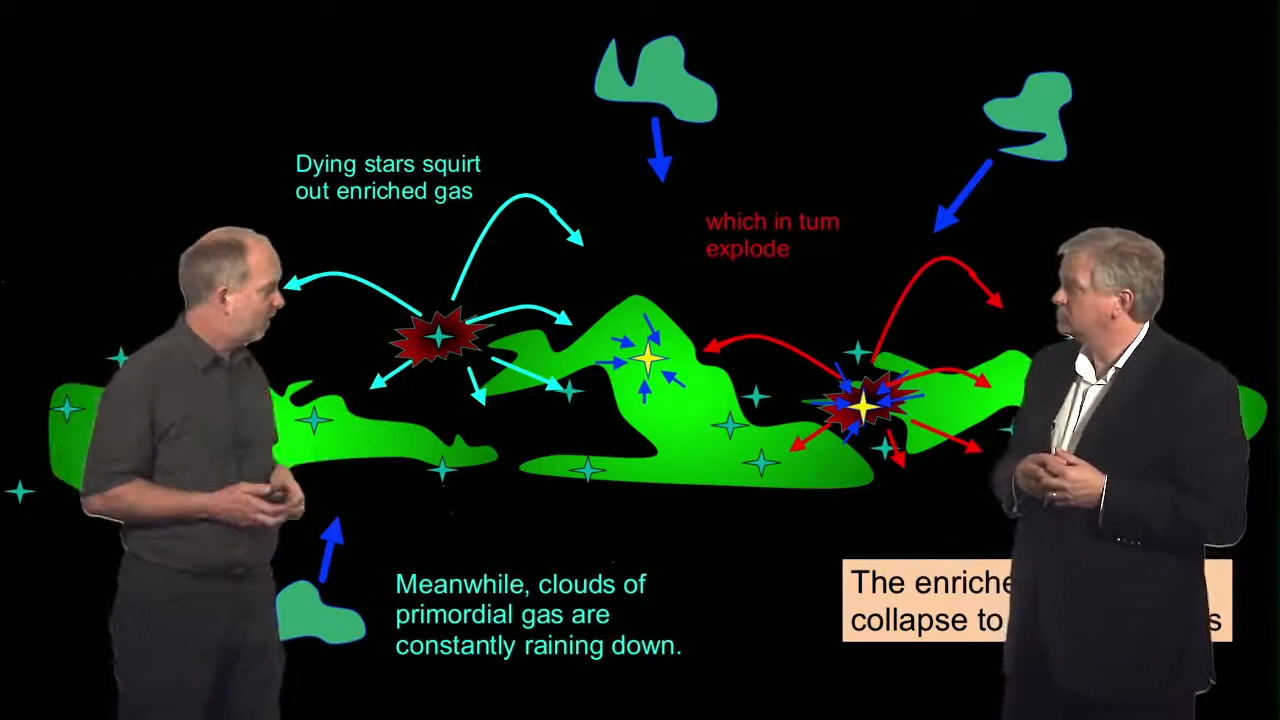 Dying stars squirt
out enriched gas
which in turn
explode
Meanwhile, clouds of
primordial gas are
constantly raining down.
The
collapse to